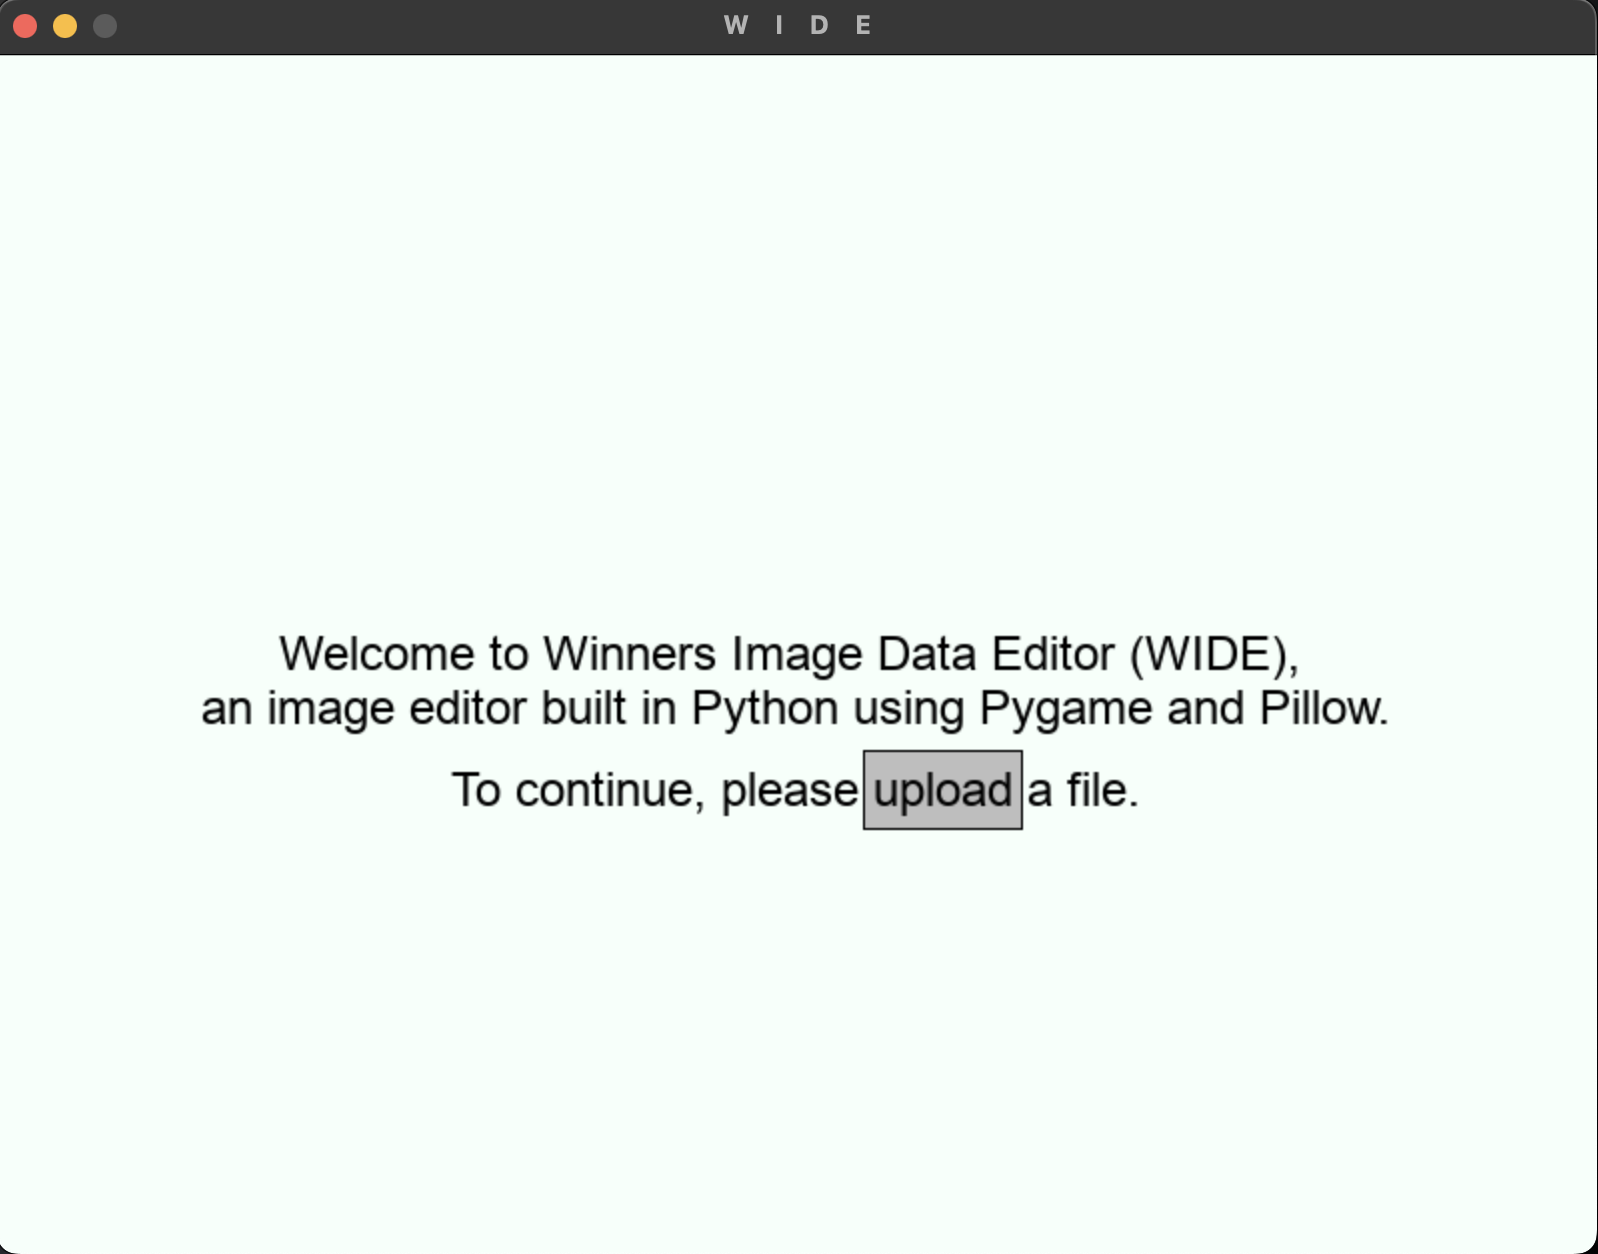 W I D E
Welcome to Winners Image Data Editor (WIDE),
an image editor built in Python using Pygame and Pillow.
To continue, please upload a file.